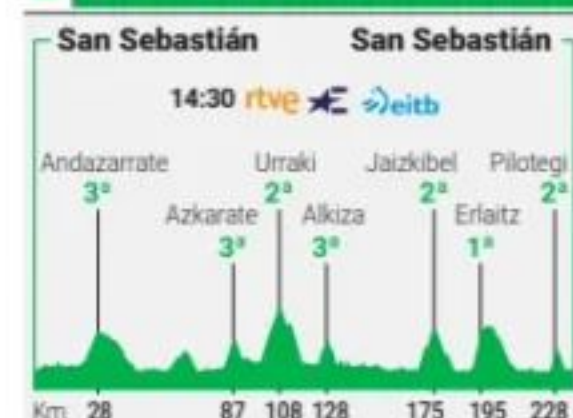 San Sebastián San Sebastián
14:30 rtve E eitb
Andazarrate Urraki Jaizkibel Pilotegi
3ª 2ª 2ª 2ª
Azkarate Alkiza Erlaitz
3ª 3ª 1ª
Km 28 87 108 128 175 195 228